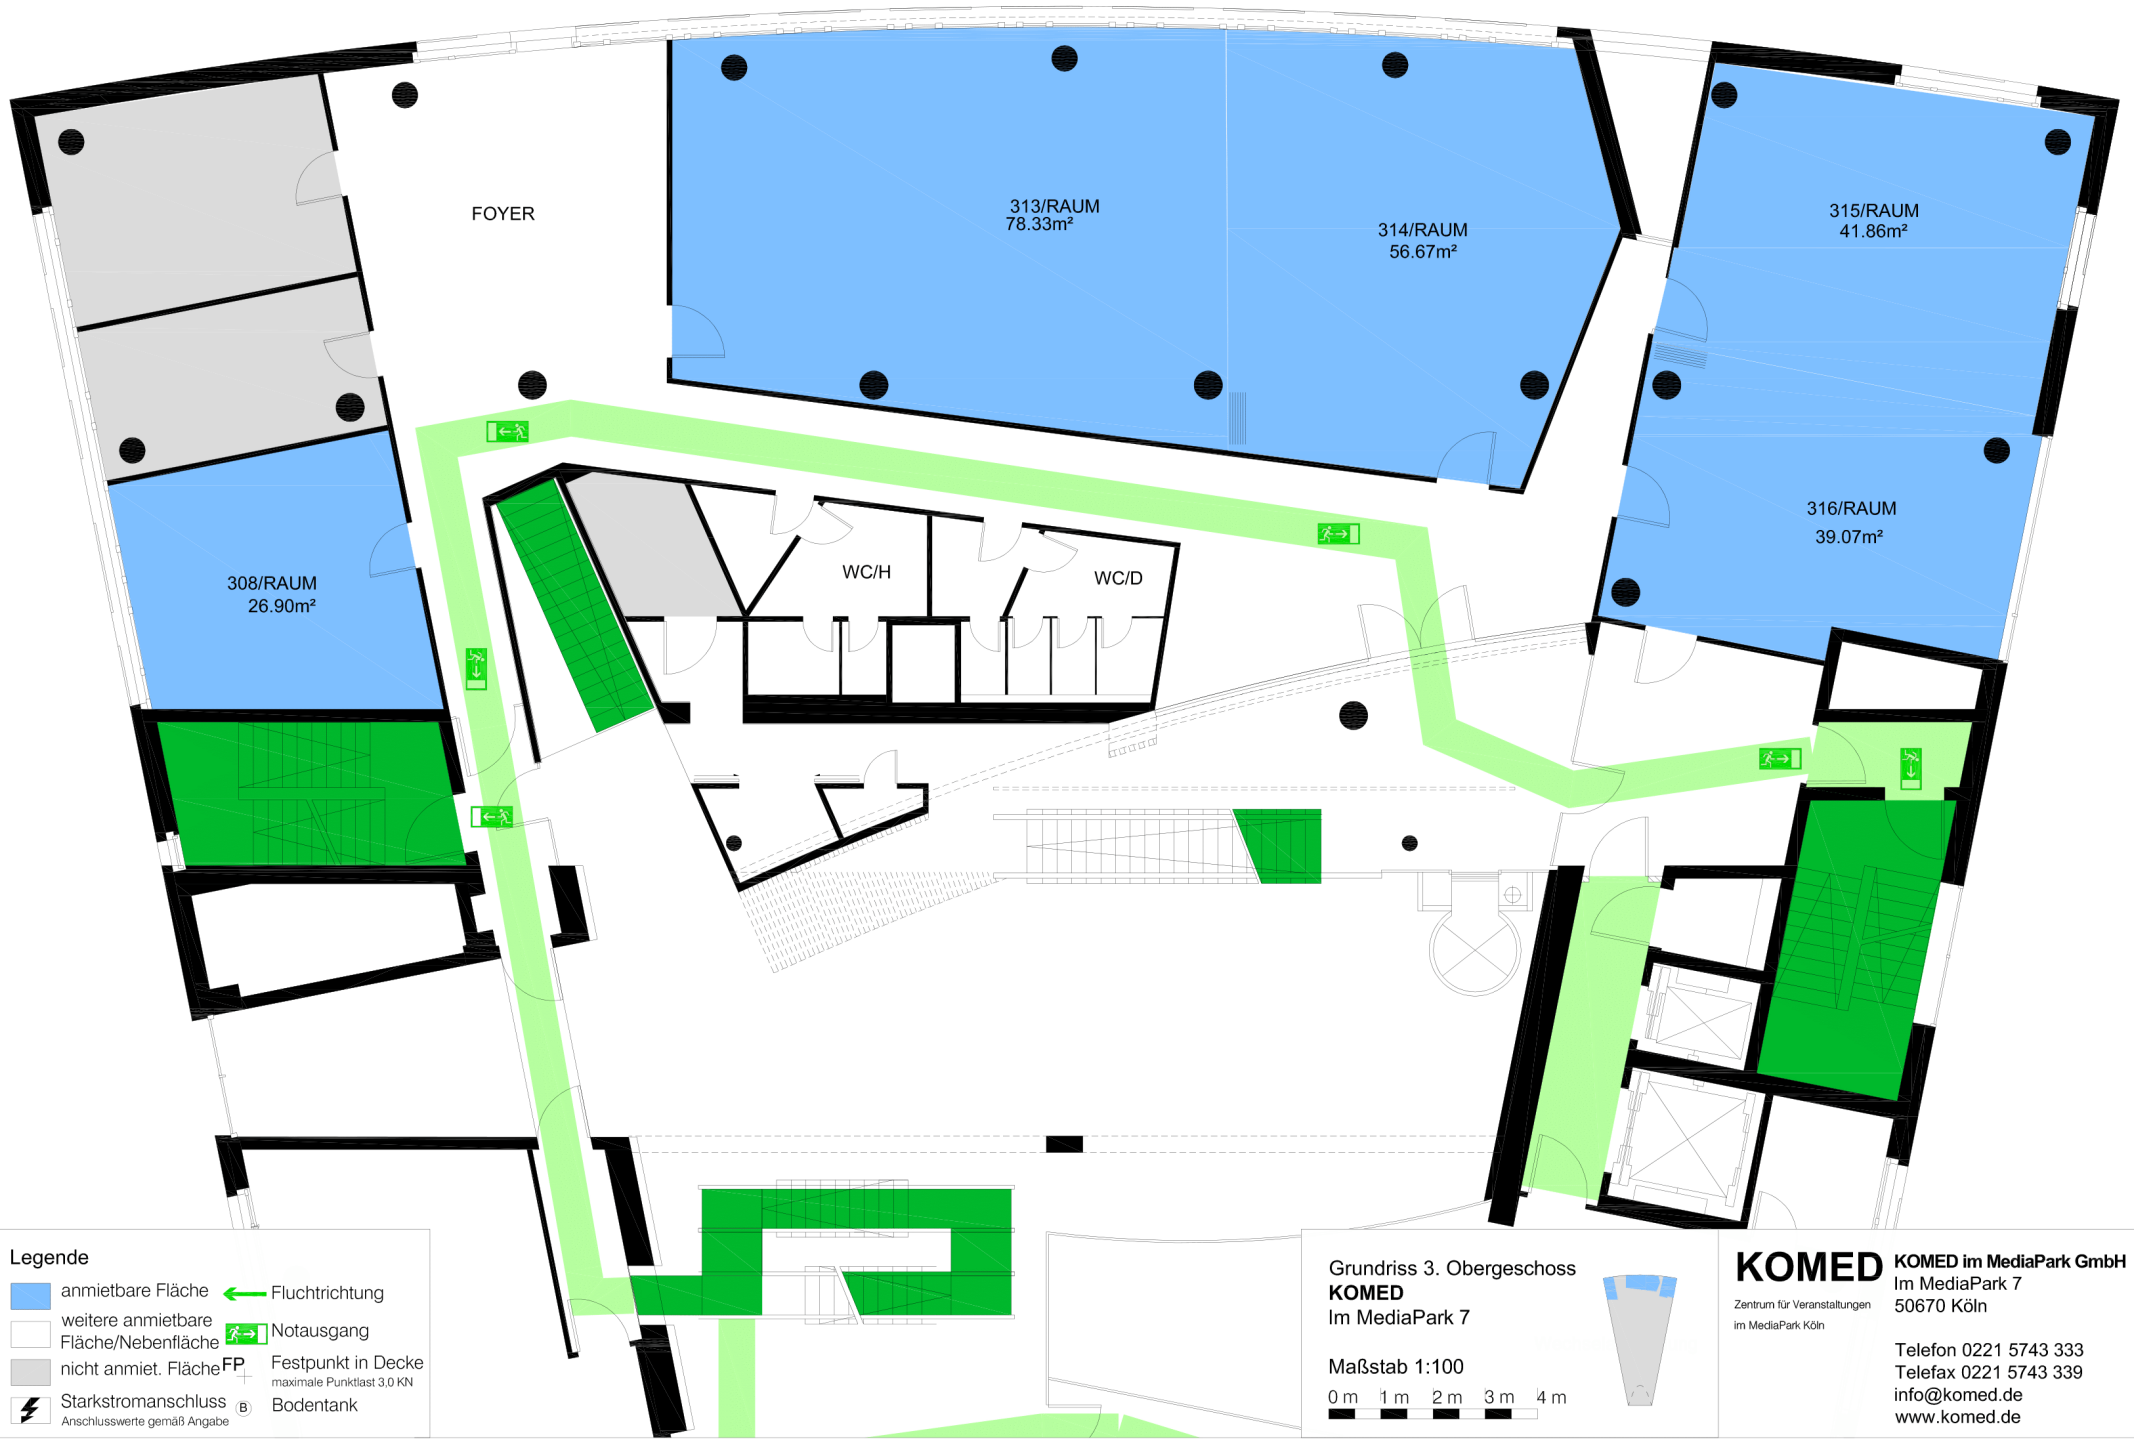 FOYER
313/RAUM
78.33m²
314/RAUM
56.67m²
315/RAUM
41.86m²
316/RAUM
39.07m²
308/RAUM
26.90m²
WC/H
WC/D
Legende
anmietbare Fläche
weitere anmietbare
Fläche/Nebenfläche
nicht anmiet. Fläche
Starkstromanschluss
Anschlusswerte gemäß Angabe
Fluchtrichtung
Notausgang
FP
Festpunkt in Decke
maximale Punktlast 3,0 KN
B
Bodentank
Grundriss 3. Obergeschoss
KOMED
Im MediaPark 7
Maßstab 1:100
0 m 1 m 2 m 3 m 4 m
KOMED
Zentrum für Veranstaltungen
im MediaPark Köln
KOMED im MediaPark GmbH
Im MediaPark 7
50670 Köln
Telefon 0221 5743 333
Telefax 0221 5743 339
info@komed.de
www.komed.de